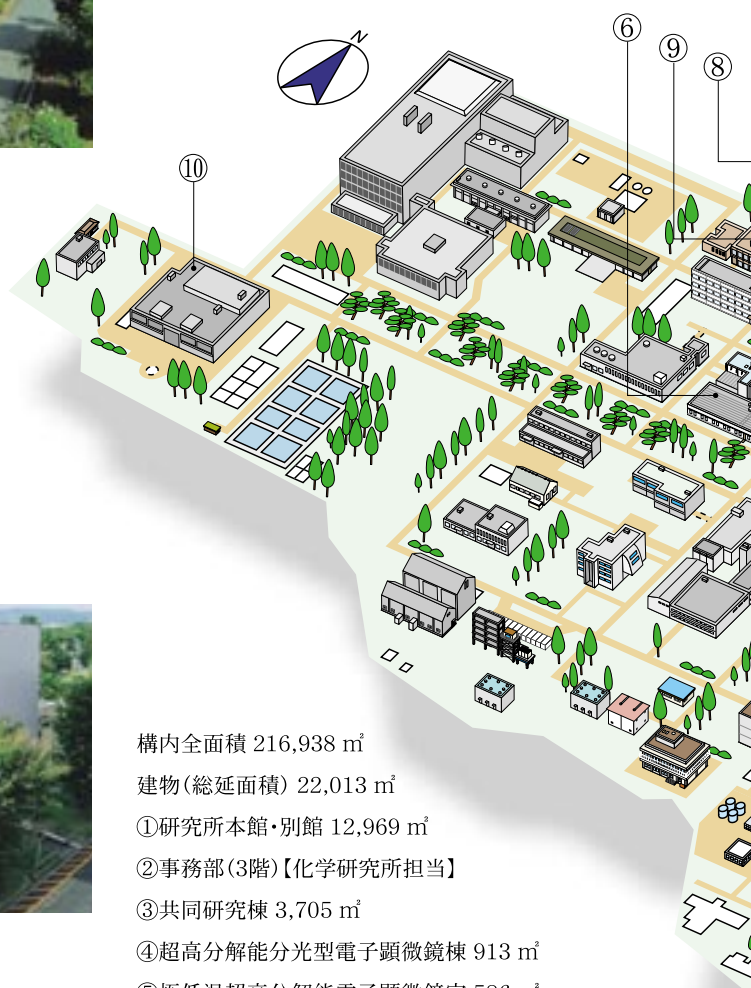 ⑥
N
⑨
⑧
⑩
構内全面積 216,938 ㎡
建物(総延面積) 22,013 ㎡
①研究所本館・別館 12,969 ㎡
②事務部(3階)【化学研究所担当】
③共同研究棟 3,705 ㎡
④超高分解能分光型電子顕微鏡棟 913 ㎡